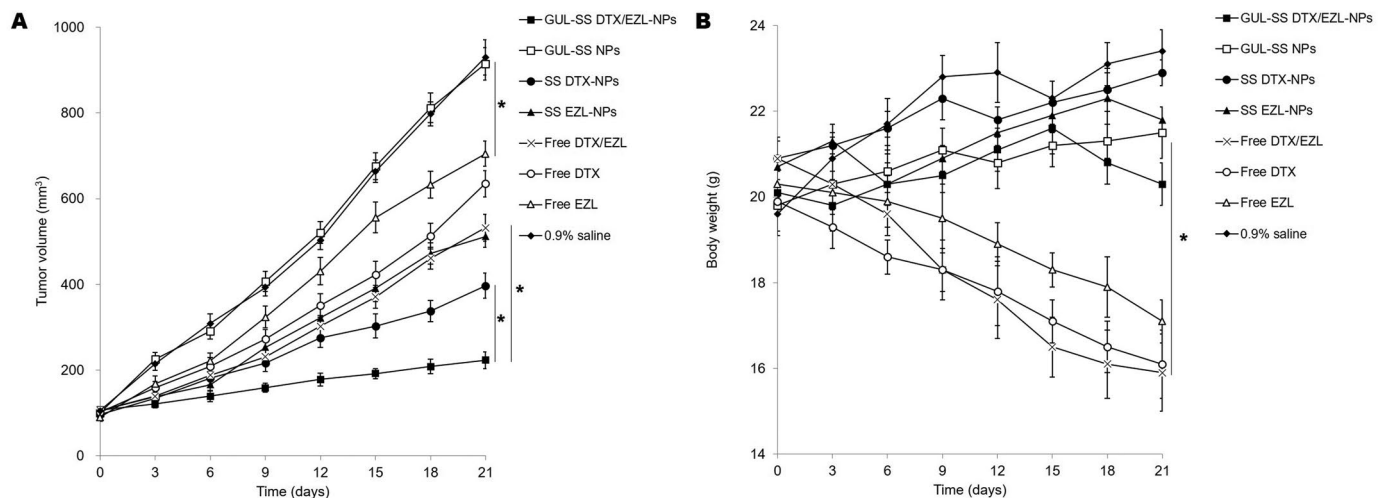 A
GUL-SS DTX/EZL-NPs
GUL-SS NPs
SS DTX-NPs
SS EZL-NPs
Free DTX/EZL
Free DTX
Free EZL
0.9% saline
Tumor volume (mm³)
1000
800
600
400
200
0
*
*
*
0 3 6 9 12 15 18 21
Time (days)
B
GUL-SS DTX/EZL-NPs
GUL-SS NPs
SS DTX-NPs
SS EZL-NPs
Free DTX/EZL
Free DTX
Free EZL
0.9% saline
Body weight (g)
24
22
20
18
16
14
*
0 3 6 9 12 15 18 21
Time (days)